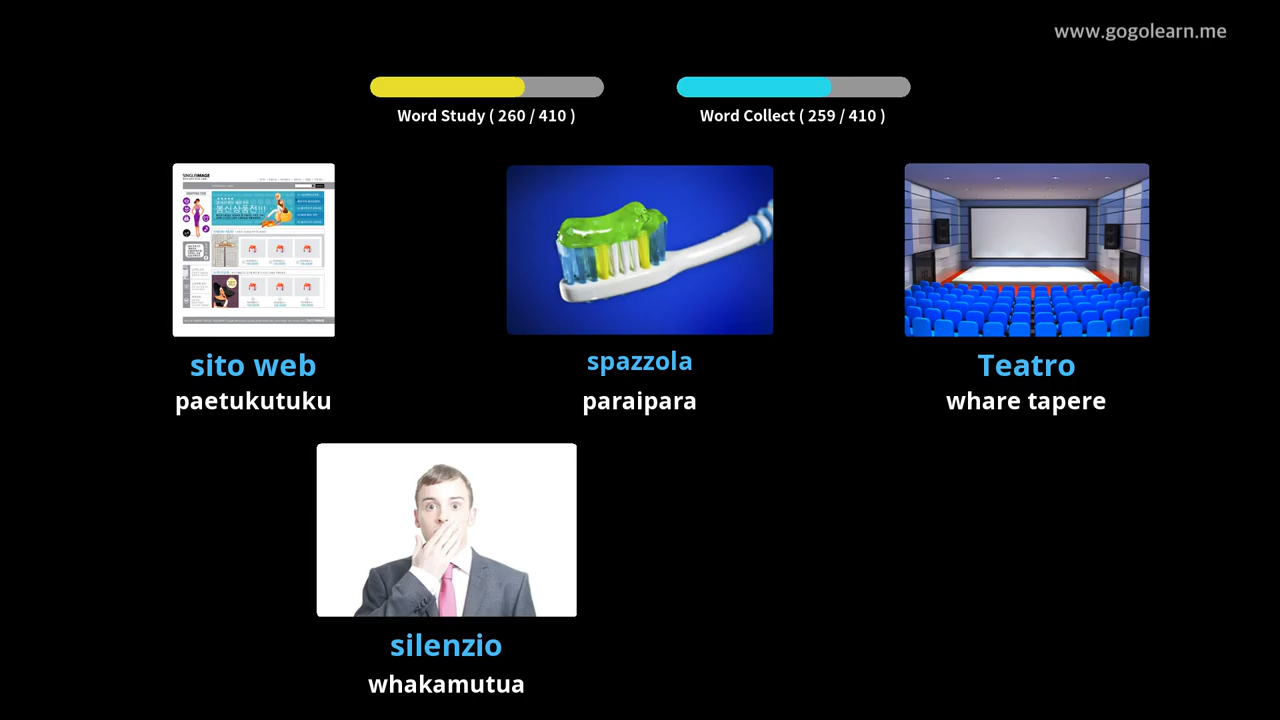 www.gogolearn.me
Word Study ( 260 / 410 )
Word Collect ( 259 / 410 )
sito web
paetukutuku
spazzola
paraipara
Teatro
whare tapere
silenzio
whakamutua